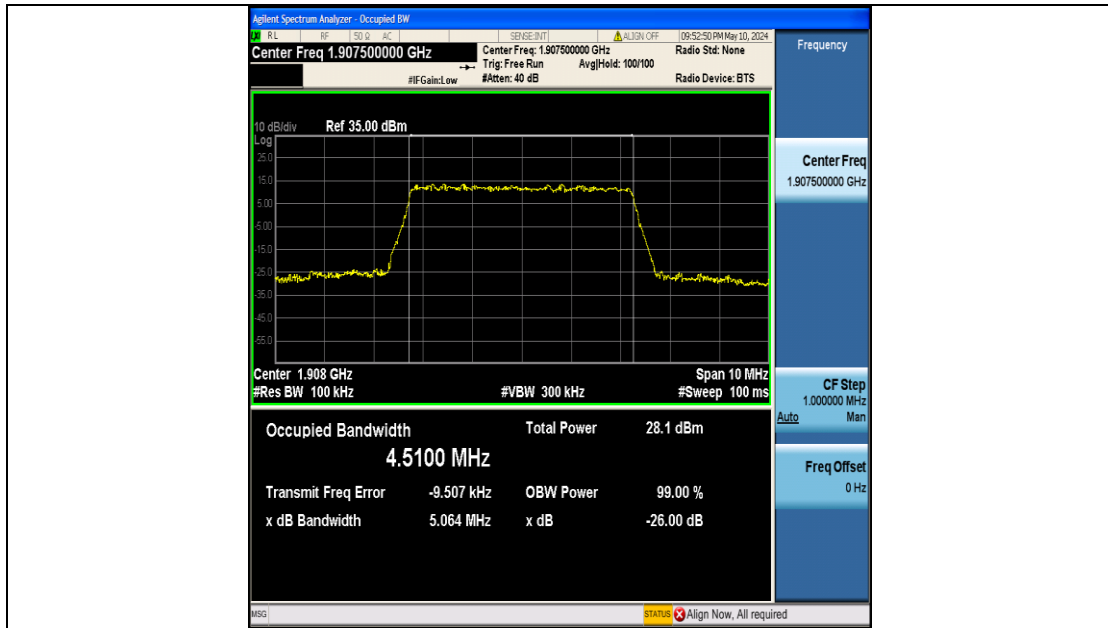 Agilent Spectrum Analyzer - Occupied BW
RL RF 50 Ω AC SENSE:INT ALIGN OFF 09:52:50 PM May 10, 2024
Center Freq 1.907500000 GHz
Center Freq: 1.907500000 GHz
Radio Std: None
Trig: Free Run Avg|Hold: 100/100
#IFGain:Low #Atten: 40 dB Radio Device: BTS
Frequency
10 dB/div Ref 35.00 dBm
Log
25.0
15.0
5.00
-5.00
-15.0
-25.0
-35.0
-45.0
-55.0
Center 1.908 GHz Span 10 MHz
#Res BW 100 kHz #VBW 300 kHz #Sweep 100 ms
Center Freq
1.907500000 GHz
CF Step
1.000000 MHz
Auto Man
Freq Offset
0 Hz
Occupied Bandwidth Total Power 28.1 dBm
4.5100 MHz
Transmit Freq Error -9.507 kHz OBW Power 99.00 %
x dB Bandwidth 5.064 MHz x dB -26.00 dB
MSG STATUS Align Now, All required